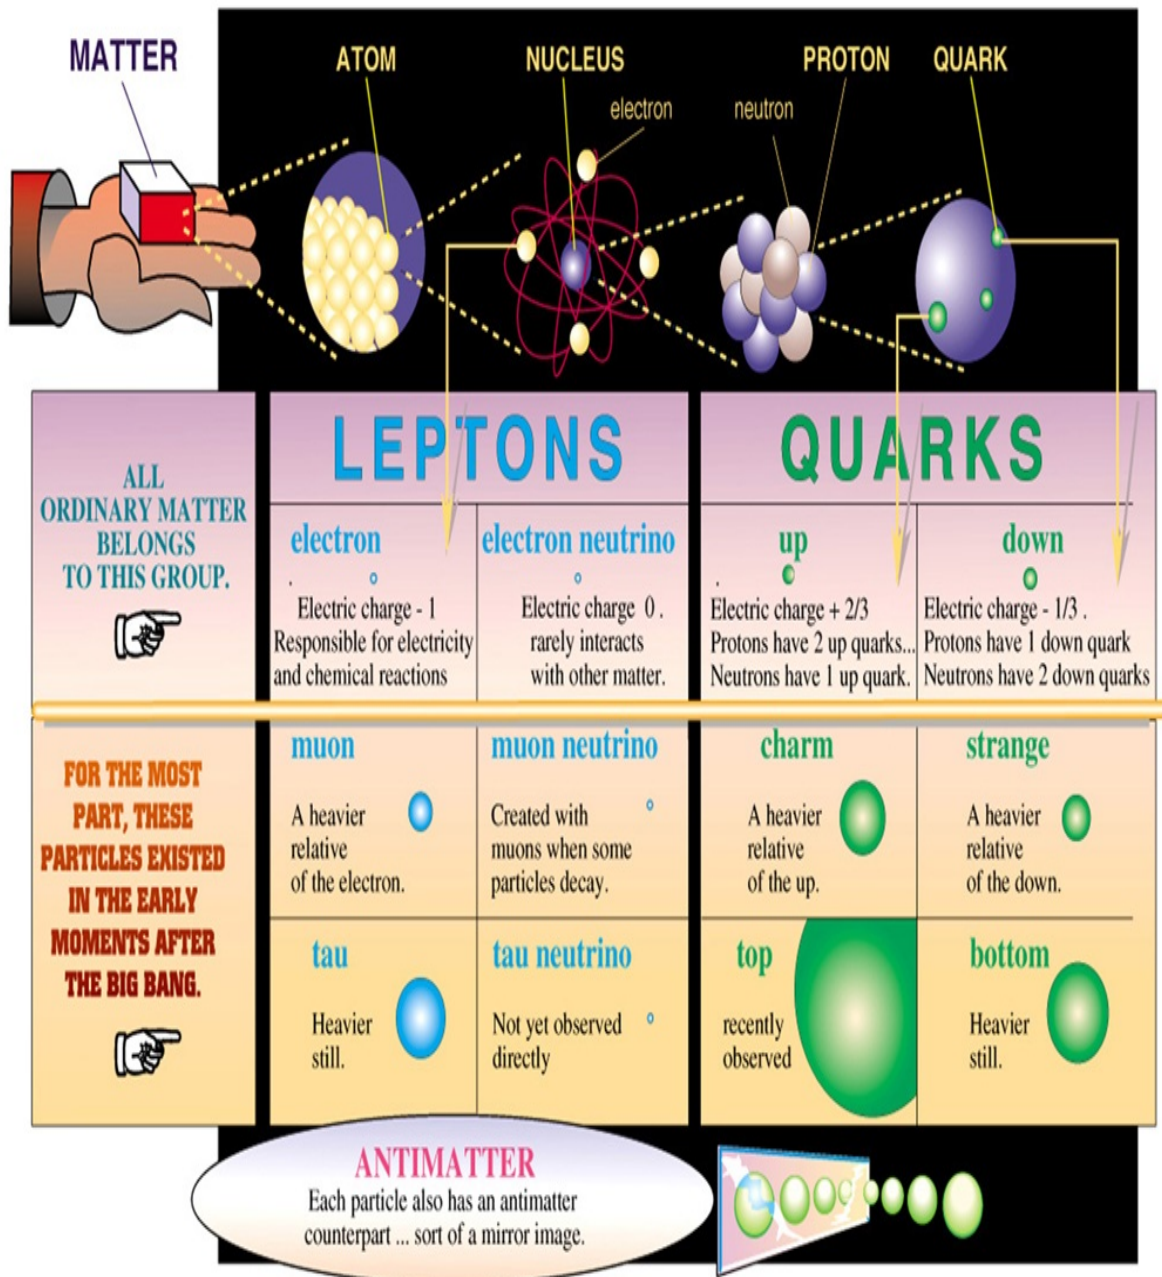 MATTER
ATOM
NUCLEUS
PROTON
QUARK
electron
neutron
ALL
ORDINARY MATTER
BELONGS
TO THIS GROUP.
LEPTONS
electron
Electric charge - 1
Responsible for electricity
and chemical reactions
electron neutrino
Electric charge 0 .
rarely interacts
with other matter.
QUARKS
up
Electric charge + 2/3
Protons have 2 up quarks...
Neutrons have 1 up quark.
down
Electric charge - 1/3 .
Protons have 1 down quark
Neutrons have 2 down quarks
FOR THE MOST
PART, THESE
PARTICLES EXISTED
IN THE EARLY
MOMENTS AFTER
THE BIG BANG.
muon
A heavier
relative
of the electron.
muon neutrino
Created with
muons when some
particles decay.
charm
A heavier
relative
of the up.
strange
A heavier
relative
of the down.
tau
Heavier
still.
tau neutrino
Not yet observed
directly
top
recently
observed
bottom
Heavier
still.
ANTIMATTER
Each particle also has an antimatter
counterpart ... sort of a mirror image.